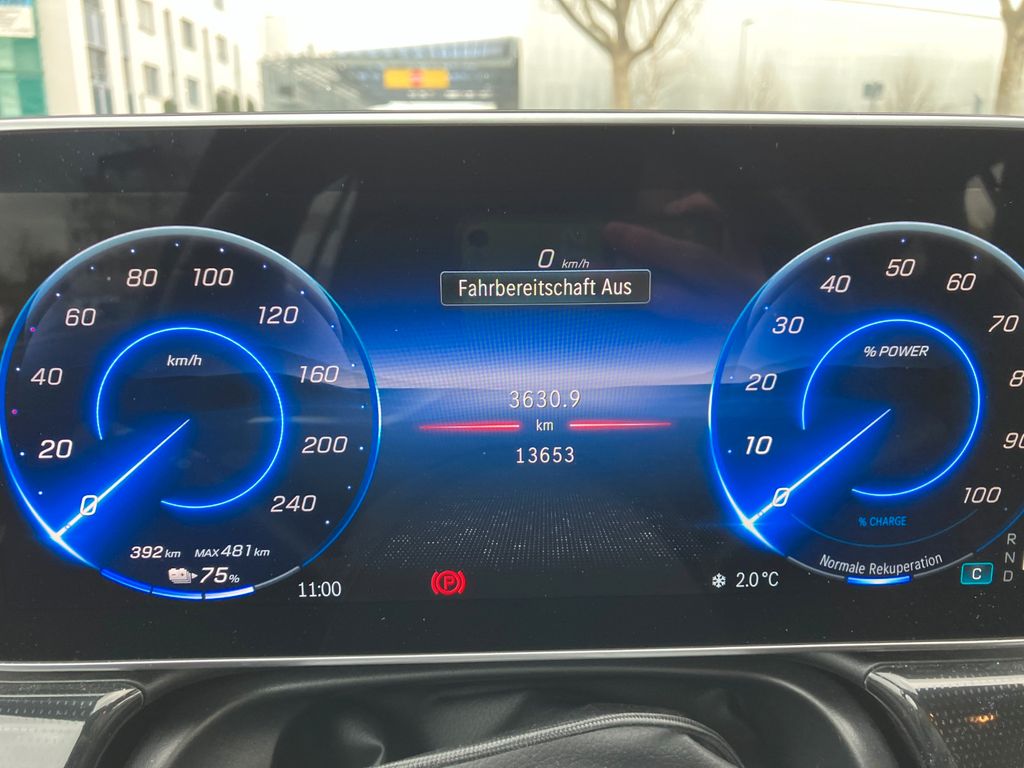 0 km/h
Fahrbereitschaft Aus
3630.9
km
13653
km/h
0
20
40
60
80
100
120
160
200
240
392 km MAX 481 km
75%
11:00
P
% POWER
0
10
20
30
40
50
60
70
8
90
100
% CHARGE
Normale Rekuperation
2.0°C
C
R
N
D